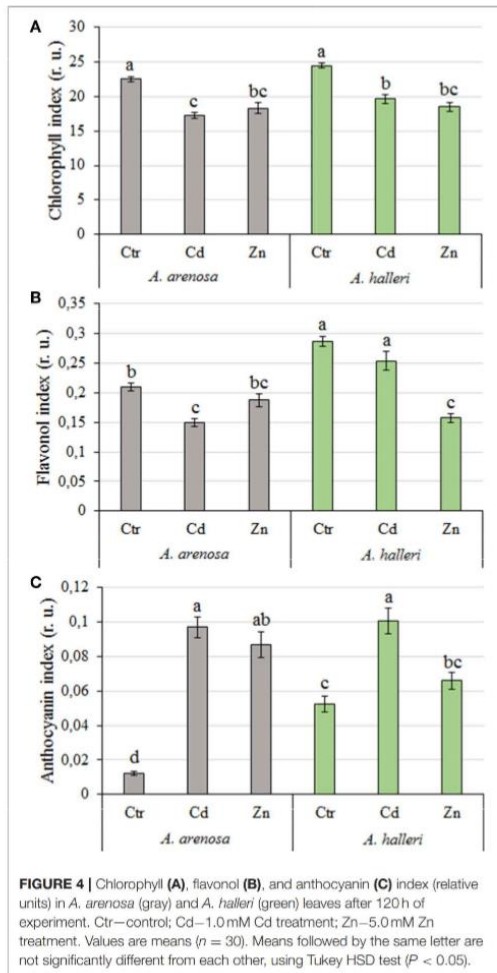 A
Chlorophyll index (r. u.)
30
25
20
15
10
5
0
a
c
bc
a
b
bc
Ctr Cd Zn Ctr Cd Zn
A. arenosa A. halleri
B
Flavonol index (r. u.)
0,35
0,3
0,25
0,2
0,15
0,1
0,05
0
b
c
bc
a
a
c
Ctr Cd Zn Ctr Cd Zn
A. arenosa A. halleri
C
Anthocyanin index (r. u.)
0,12
0,1
0,08
0,06
0,04
0,02
0
d
a
ab
c
a
bc
Ctr Cd Zn Ctr Cd Zn
A. arenosa A. halleri
FIGURE 4 | Chlorophyll (A), flavonol (B), and anthocyanin (C) index (relative
units) in A. arenosa (gray) and A. halleri (green) leaves after 120 h of
experiment. Ctr—control; Cd–1.0 mM Cd treatment; Zn–5.0 mM Zn
treatment. Values are means (n = 30). Means followed by the same letter are
not significantly different from each other, using Tukey HSD test (P < 0.05).